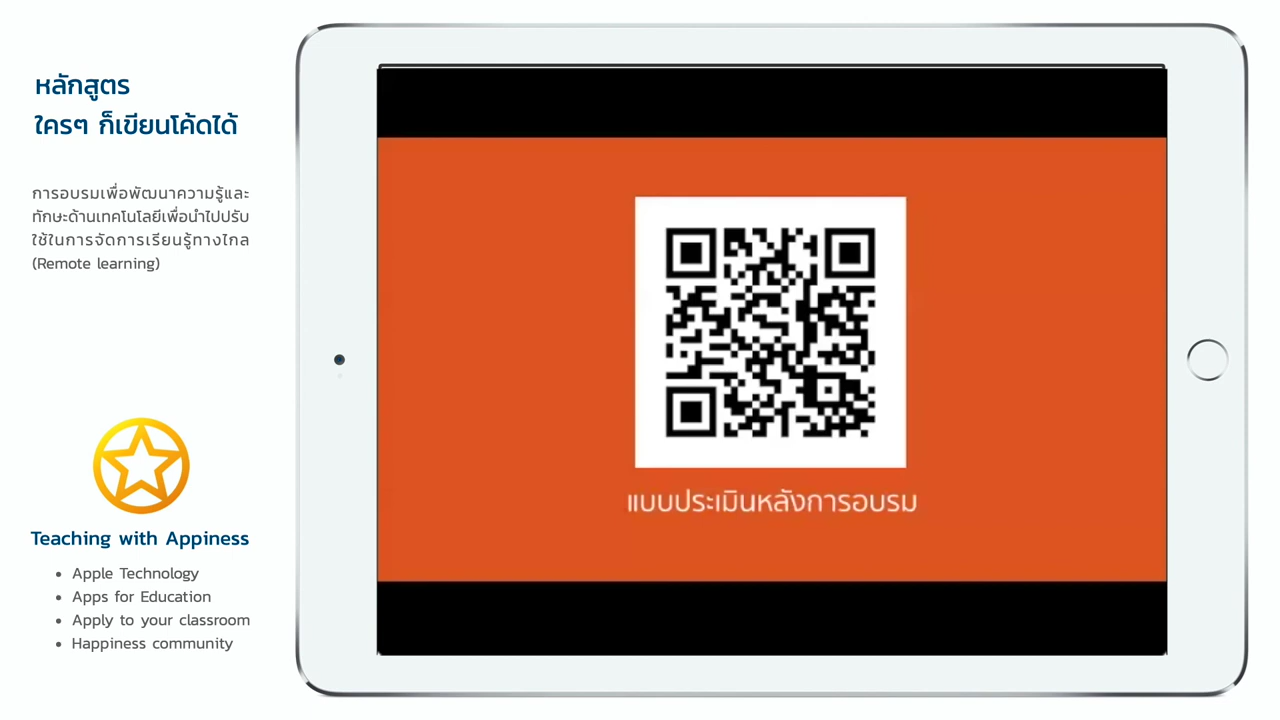 หลักสูตร
ใครๆ ก็เขียนโค้ดได้
การอบรมเพื่อพัฒนาความรู้และ
ทักษะด้านเทคโนโลยีเพื่อนำไปปรับ
ใช้ในการจัดการเรียนรู้ทางไกล
(Remote learning)
Teaching with Appiness
• Apple Technology
• Apps for Education
• Apply to your classroom
• Happiness community
แบบประเมินหลังการอบรม